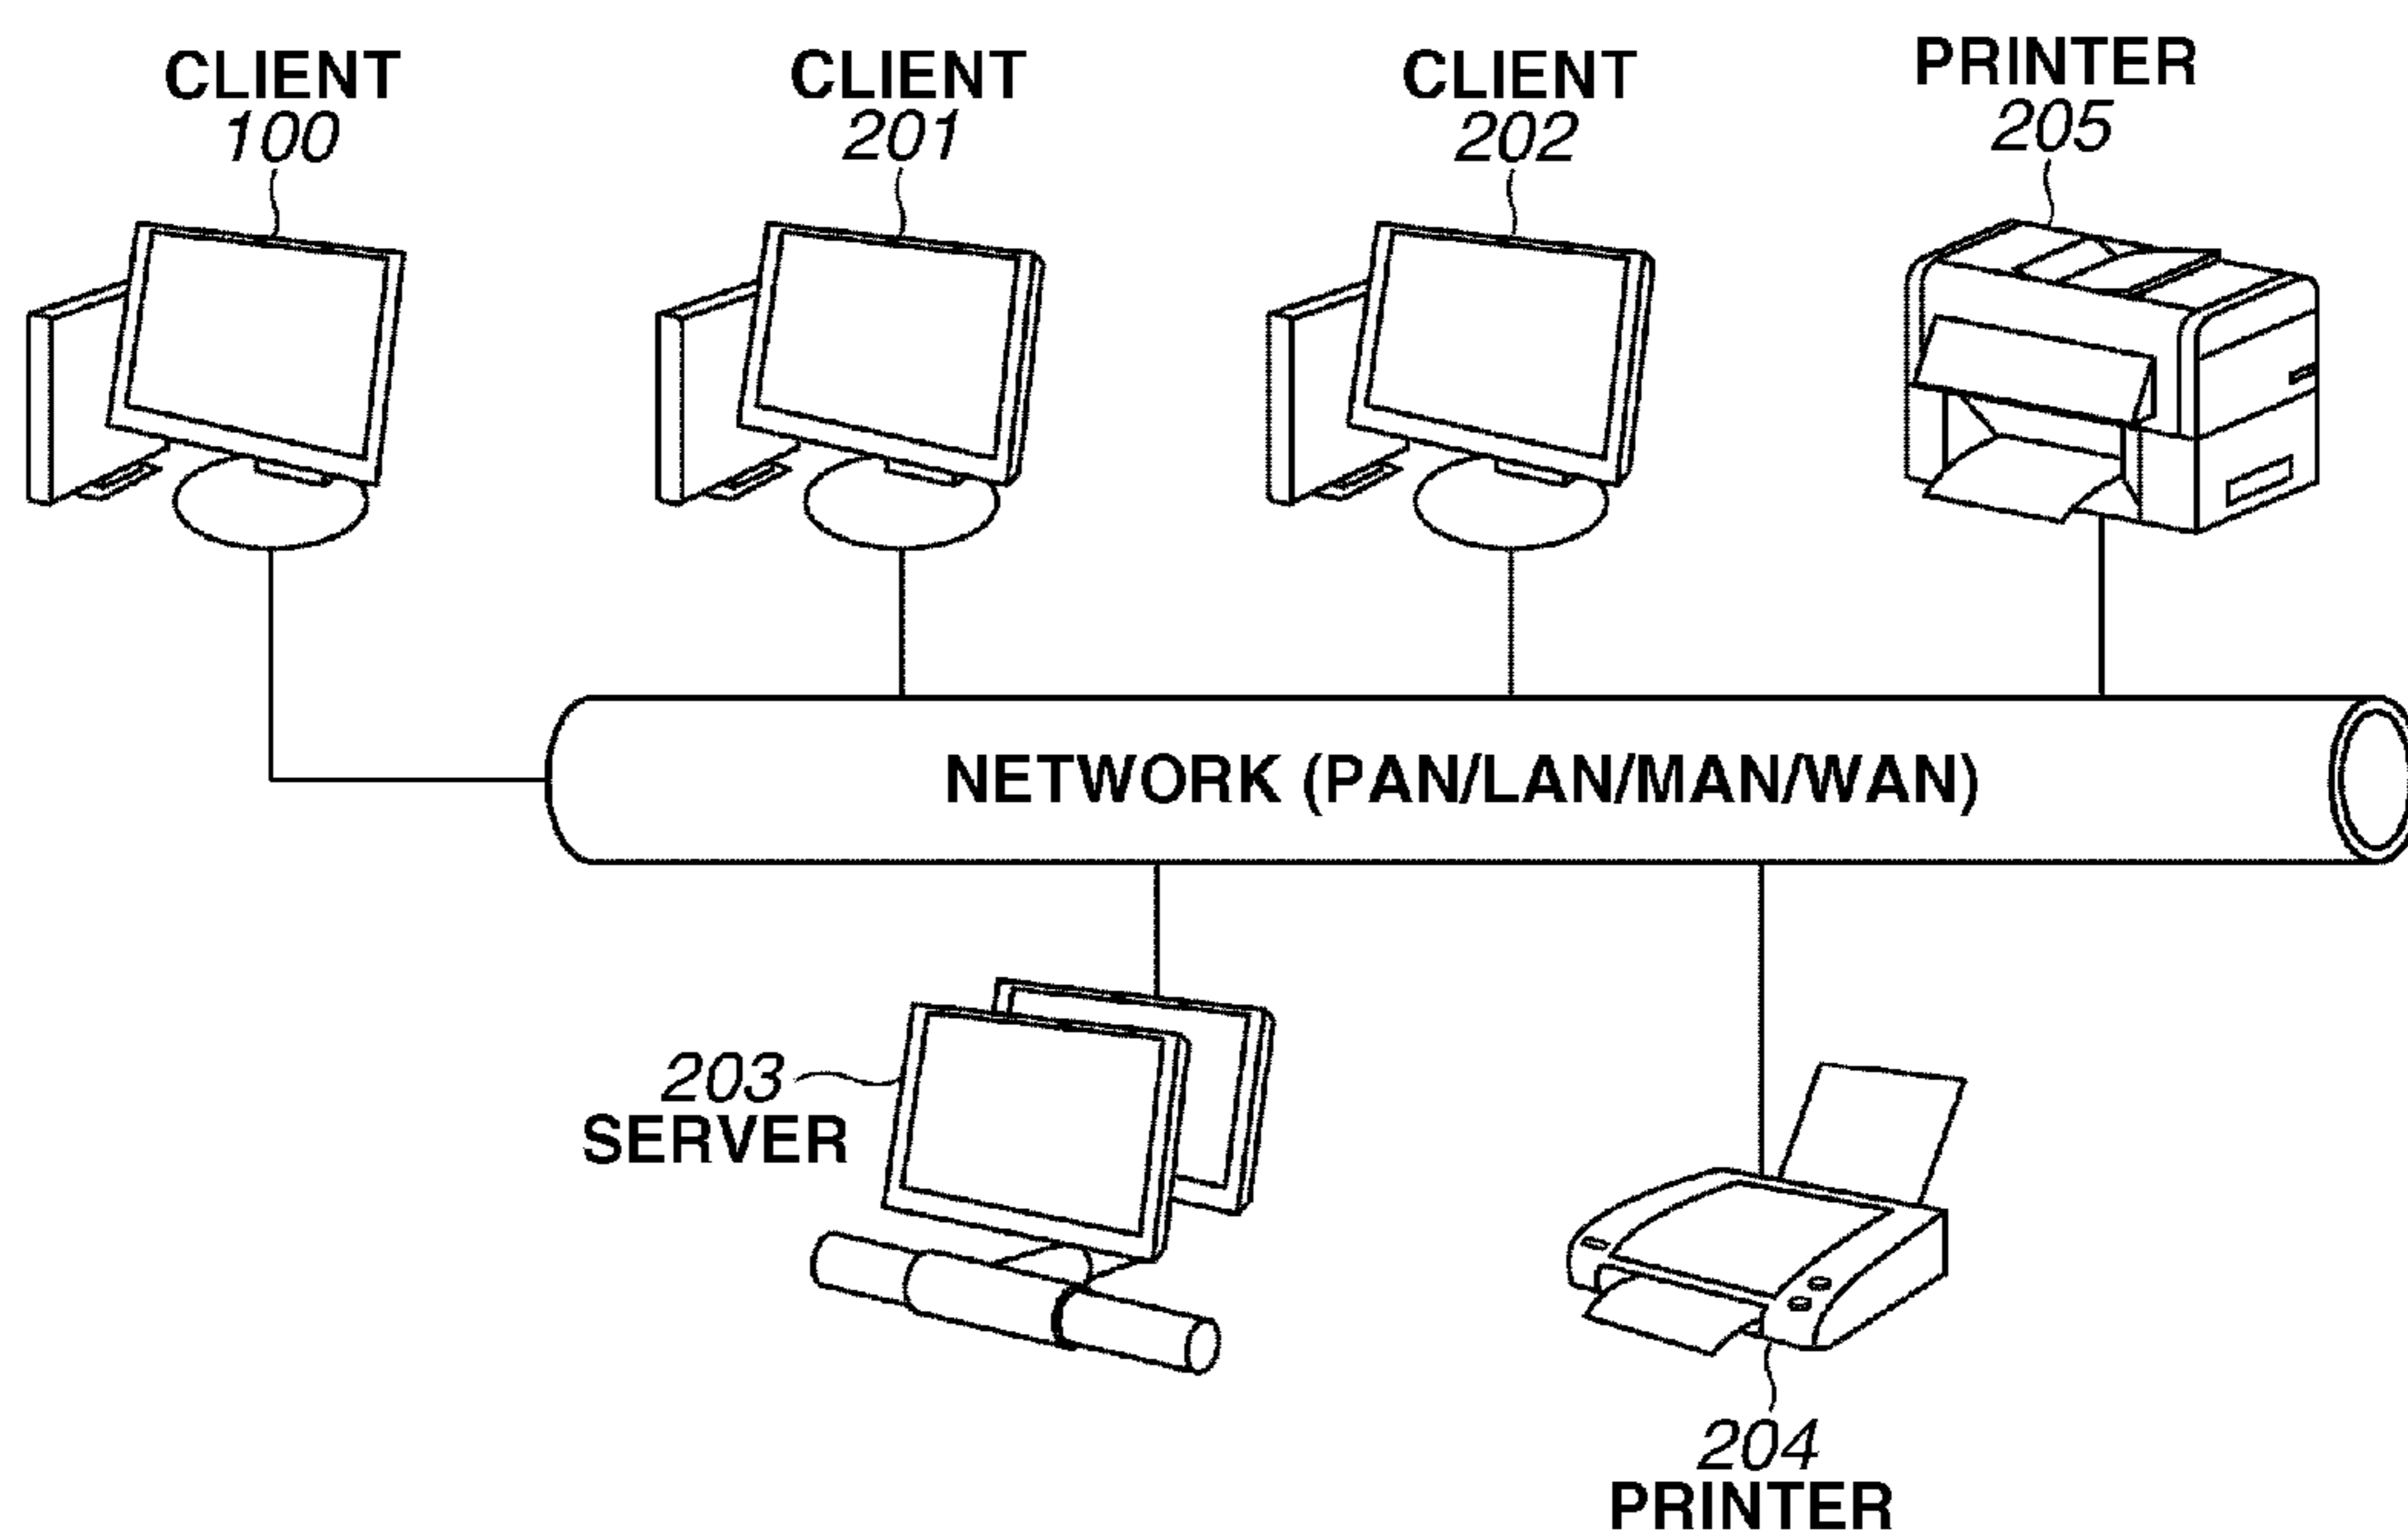 CLIENT
100
CLIENT
201
CLIENT
202
PRINTER
205
NETWORK (PAN/LAN/MAN/WAN)
203
SERVER
204
PRINTER